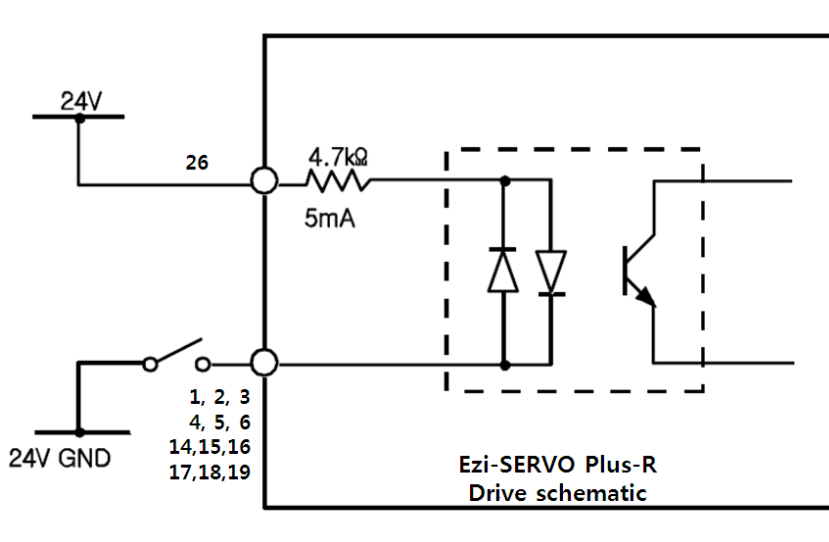 24V
26
4.7kΩ
5mA
1, 2, 3
4, 5, 6
14,15,16
17,18,19
24V GND
Ezi-SERVO Plus-R
Drive schematic